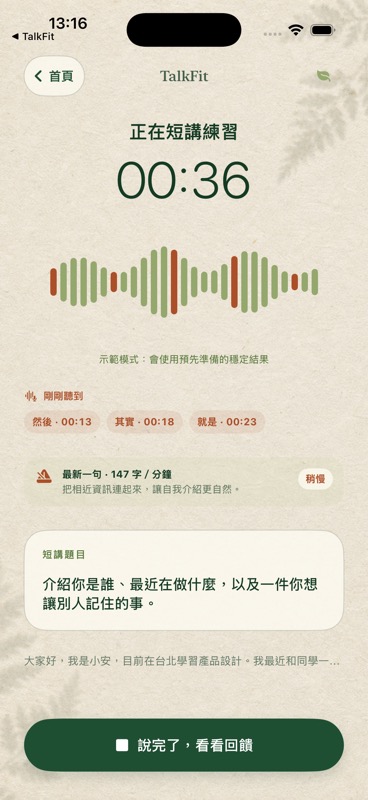 13:16
◀ TalkFit
首頁
TalkFit
正在短講練習
00:36
示範模式：會使用預先準備的穩定結果
剛剛聽到
然後 · 00:13
其實 · 00:18
就是 · 00:23
最新一句 · 147 字 / 分鐘
把相近資訊連起來，讓自我介紹更自然。
稍慢
短講題目
介紹你是誰、最近在做什麼，以及一件你想
讓別人記住的事。
大家好，我是小安，目前在台北學習產品設計。我最近和同學一…
說完了，看看回饋